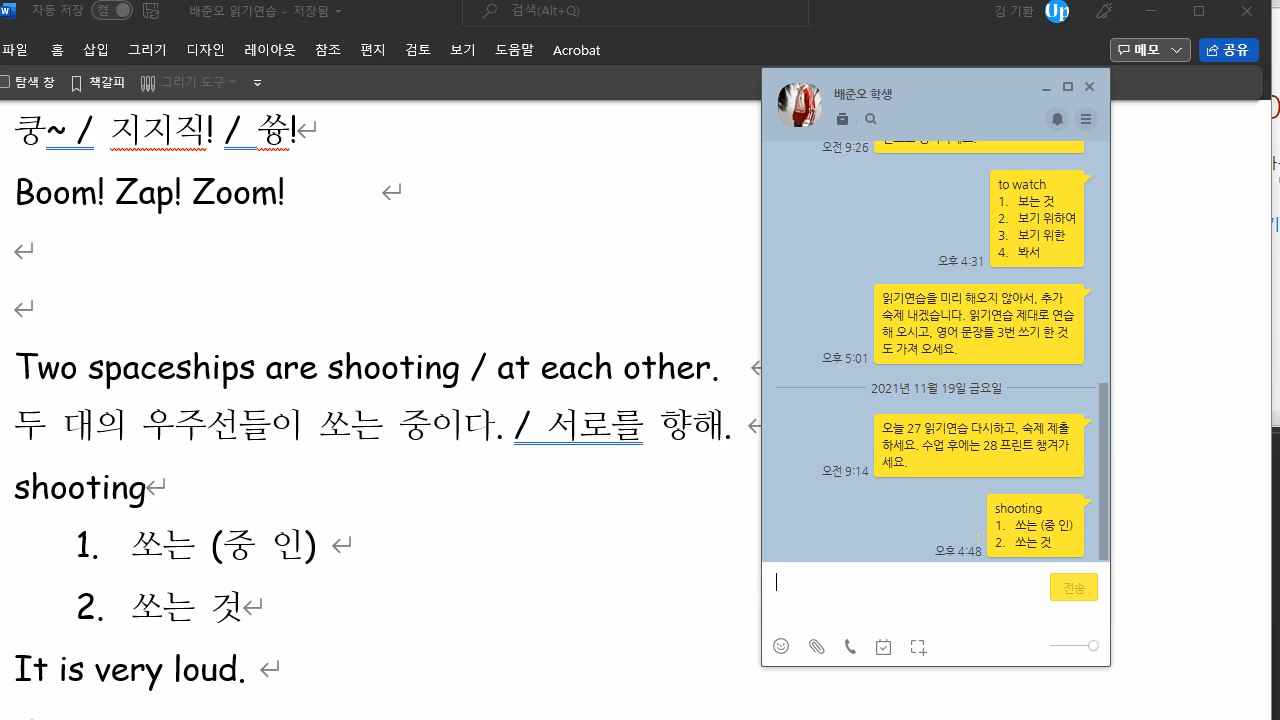 자동 저장 켬 배준오 읽기연습 - 저장됨 검색(Alt+Q) 김 기환 Up
파일 홈 삽입 그리기 디자인 레이아웃 참조 편지 검토 보기 도움말 Acrobat 메모 공유
탐색 창 책갈피 그리기 도구
쿵~ / 지지직! / 쓩!
Boom! Zap! Zoom!
Two spaceships are shooting / at each other.
두 대의 우주선들이 쏘는 중이다. / 서로를 향해.
shooting
1. 쏘는 (중 인)
2. 쏘는 것
It is very loud.
배준오 학생
오전 9:26
to watch
1. 보는 것
2. 보기 위하여
3. 보기 위한
4. 봐서
오후 4:31
읽기연습을 미리 해오지 않아서, 추가
숙제 내겠습니다. 읽기연습 제대로 연습
해 오시고, 영어 문장들 3번 쓰기 한 것
도 가져 오세요.
오후 5:01
2021년 11월 19일 금요일
오늘 27 읽기연습 다시하고, 숙제 제출
하세요. 수업 후에는 28 프린트 챙겨가
세요.
오전 9:14
shooting
1. 쏘는 (중 인)
2. 쏘는 것
오후 4:48
전송